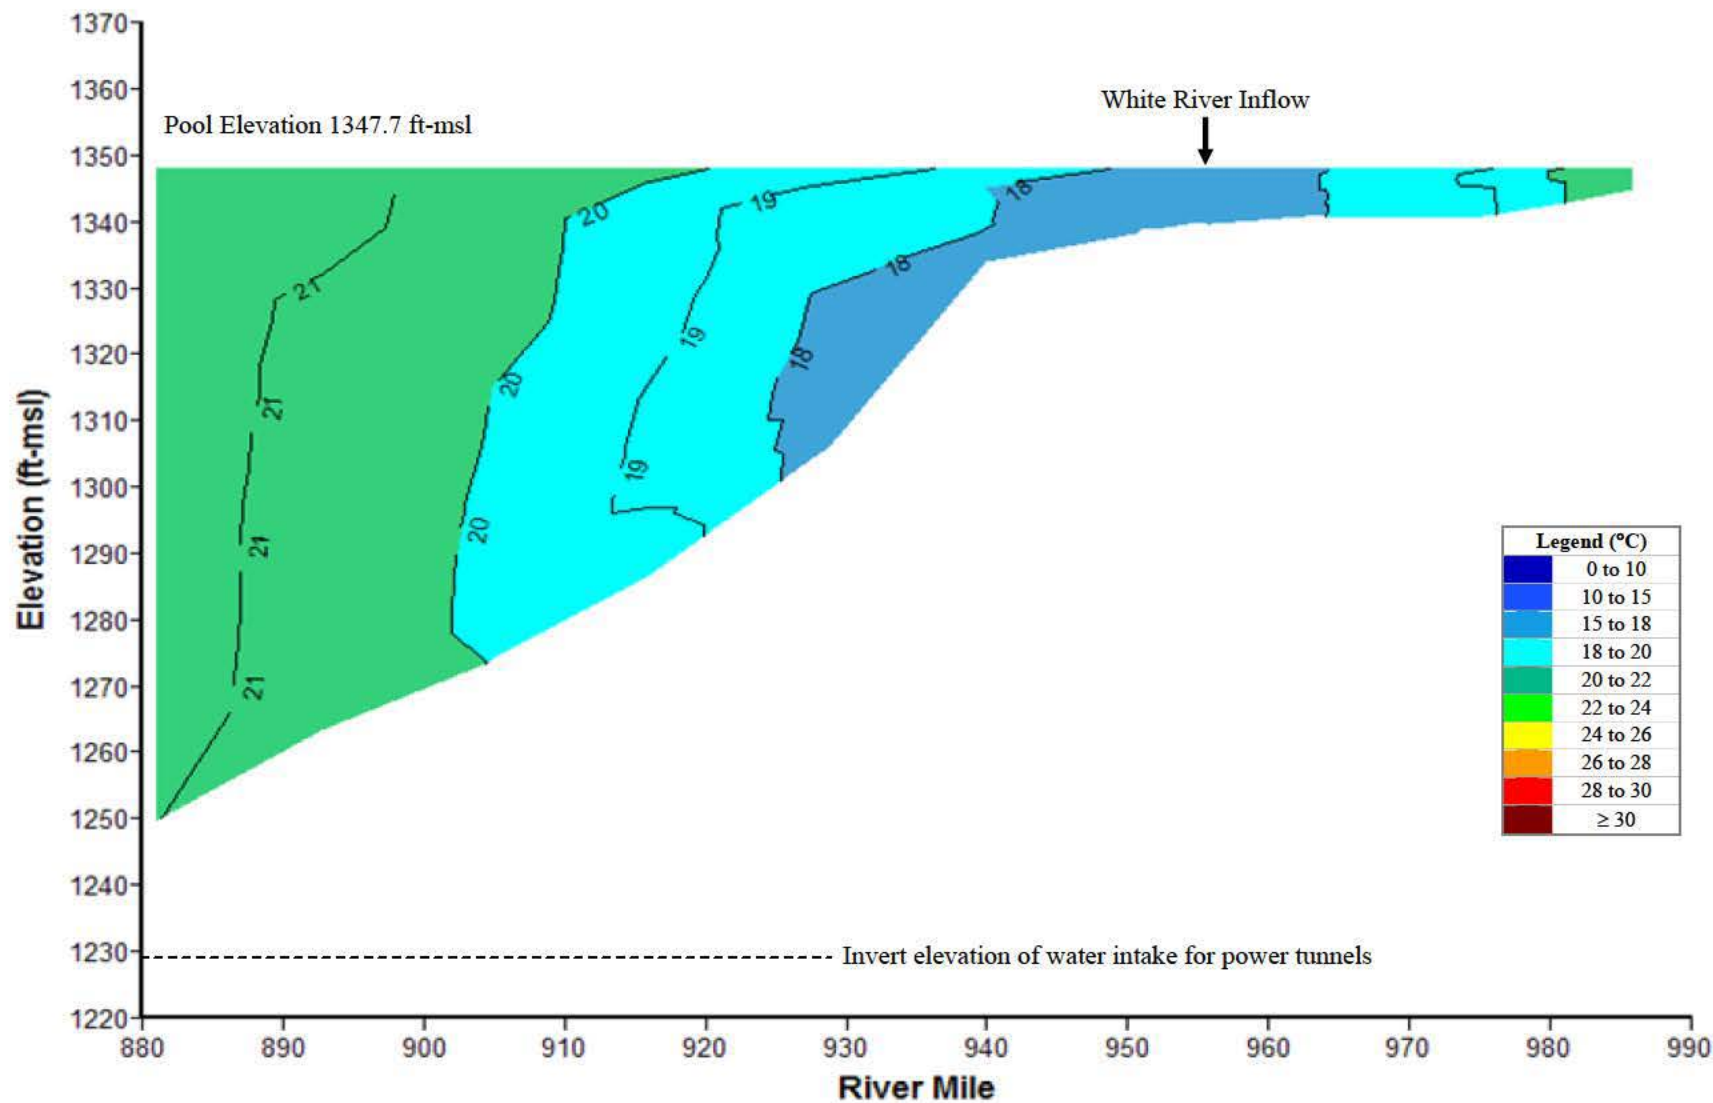 1370
1360
White River Inflow
Pool Elevation 1347.7 ft-msl
1350
18
19
1340
20
18
1330
21
19
1320
18
20
1310
21
19
Elevation (ft-msl)
1300
20
1290
21
Legend (°C)
0 to 10
1280
10 to 15
15 to 18
18 to 20
1270
21
20 to 22
22 to 24
1260
24 to 26
26 to 28
28 to 30
1250
≥ 30
1240
1230
Invert elevation of water intake for power tunnels
1220
880 890 900 910 920 930 940 950 960 970 980 990
River Mile